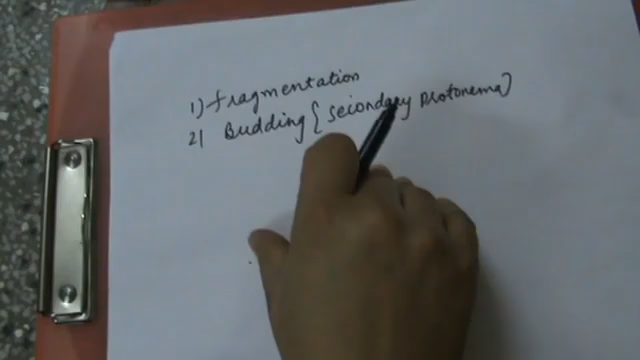 1) Fragmentation
2) Budding {Secondary Protonema}